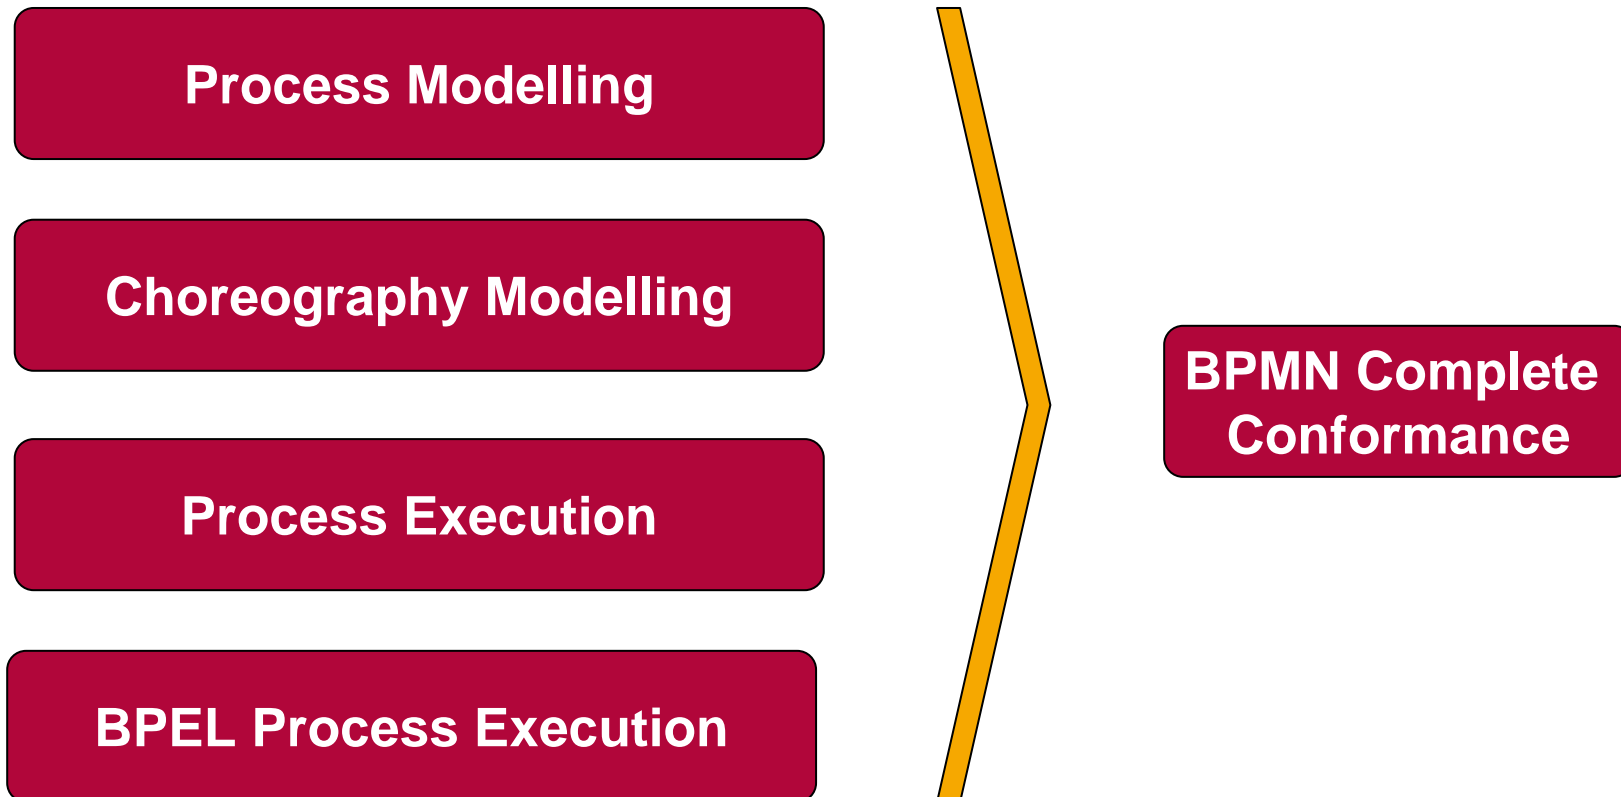 Process Modelling
Choreography Modelling
BPMN Complete
Conformance
Process Execution
BPEL Process Execution